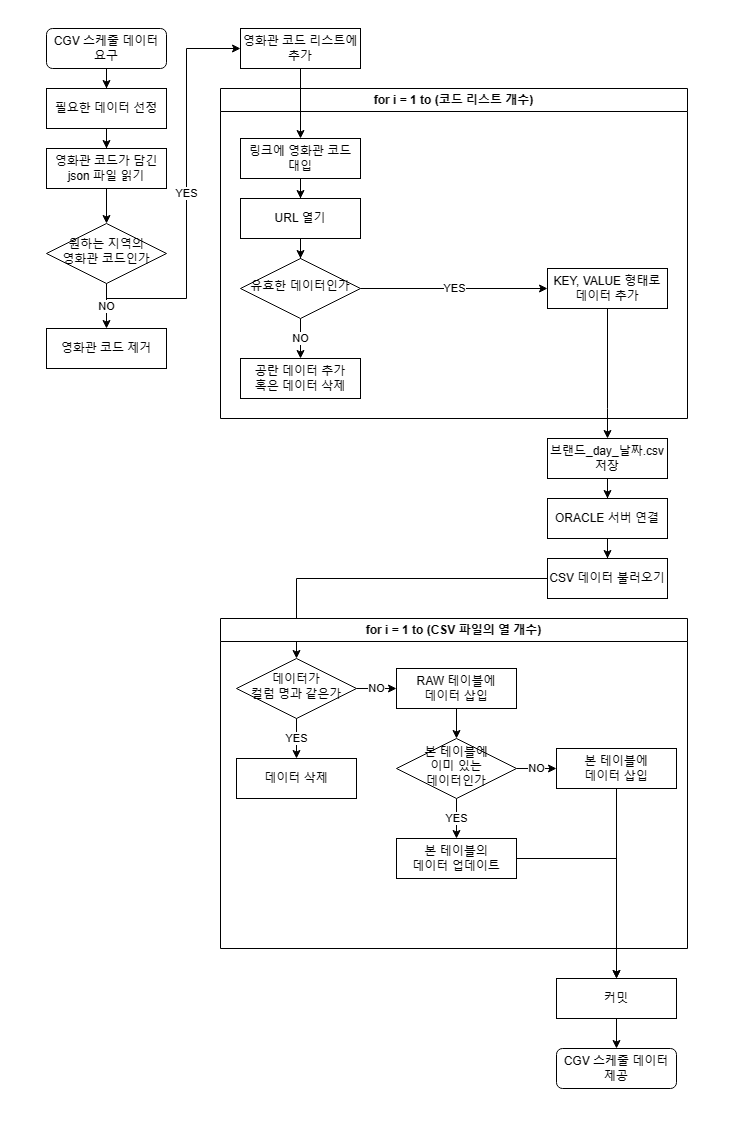 CGV 스케줄 데이터
요구
필요한 데이터 선정
영화관 코드가 담긴
json 파일 읽기
원하는 지역의
영화관 코드인가
YES
NO
영화관 코드 제거
영화관 코드 리스트에
추가
for i = 1 to (코드 리스트 개수)
링크에 영화관 코드
대입
URL 열기
유효한 데이터인가
YES
KEY, VALUE 형태로
데이터 추가
NO
공란 데이터 추가
혹은 데이터 삭제
브랜드_day_날짜.csv
저장
ORACLE 서버 연결
CSV 데이터 불러오기
for i = 1 to (CSV 파일의 열 개수)
데이터가
컬럼 명과 같은가
NO
RAW 테이블에
데이터 삽입
YES
데이터 삭제
본 테이블에
이미 있는
데이터인가
NO
본 테이블에
데이터 삽입
YES
본 테이블의
데이터 업데이트
커밋
CGV 스케줄 데이터
제공